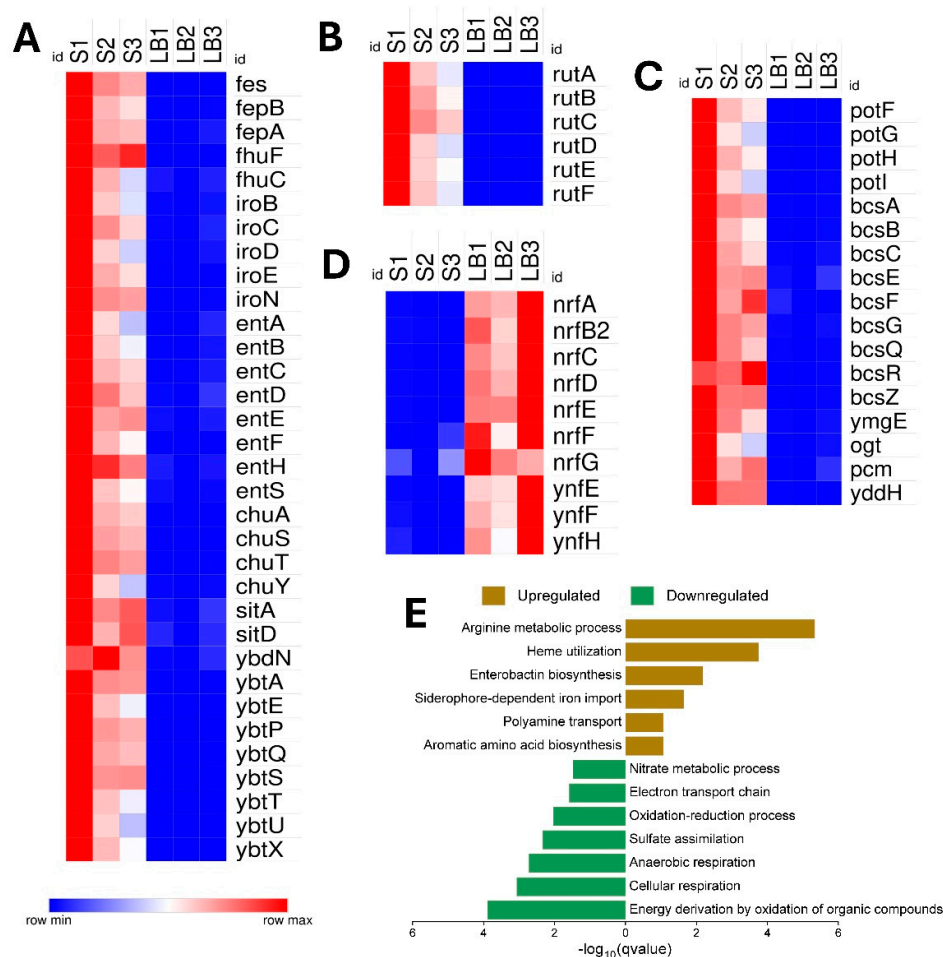 A
id S1 S2 S3 LB1 LB2 LB3 id
fes
fepB
fepA
fhuF
fhuC
iroB
iroC
iroD
iroE
iroN
entA
entB
entC
entD
entE
entF
entH
entS
chuA
chuS
chuT
chuY
sitA
sitD
ybdN
ybtA
ybtE
ybtP
ybtQ
ybtS
ybtT
ybtU
ybtX
row min row max
B
id S1 S2 S3 LB1 LB2 LB3 id
rutA
rutB
rutC
rutD
rutE
rutF
C
id S1 S2 S3 LB1 LB2 LB3 id
potF
potG
potH
potI
bcsA
bcsB
bcsC
bcsE
bcsF
bcsG
bcsQ
bcsR
bcsZ
ymgE
ogt
pcm
yddH
D
id S1 S2 S3 LB1 LB2 LB3 id
nrfA
nrfB2
nrfC
nrfD
nrfE
nrfF
nrfG
ynfE
ynfF
ynfH
E
Upregulated Downregulated
Arginine metabolic process
Heme utilization
Enterobactin biosynthesis
Siderophore-dependent iron import
Polyamine transport
Aromatic amino acid biosynthesis
Nitrate metabolic process
Electron transport chain
Oxidation-reduction process
Sulfate assimilation
Anaerobic respiration
Cellular respiration
Energy derivation by oxidation of organic compounds
6 4 2 0 2 4 6
-log10(qvalue)